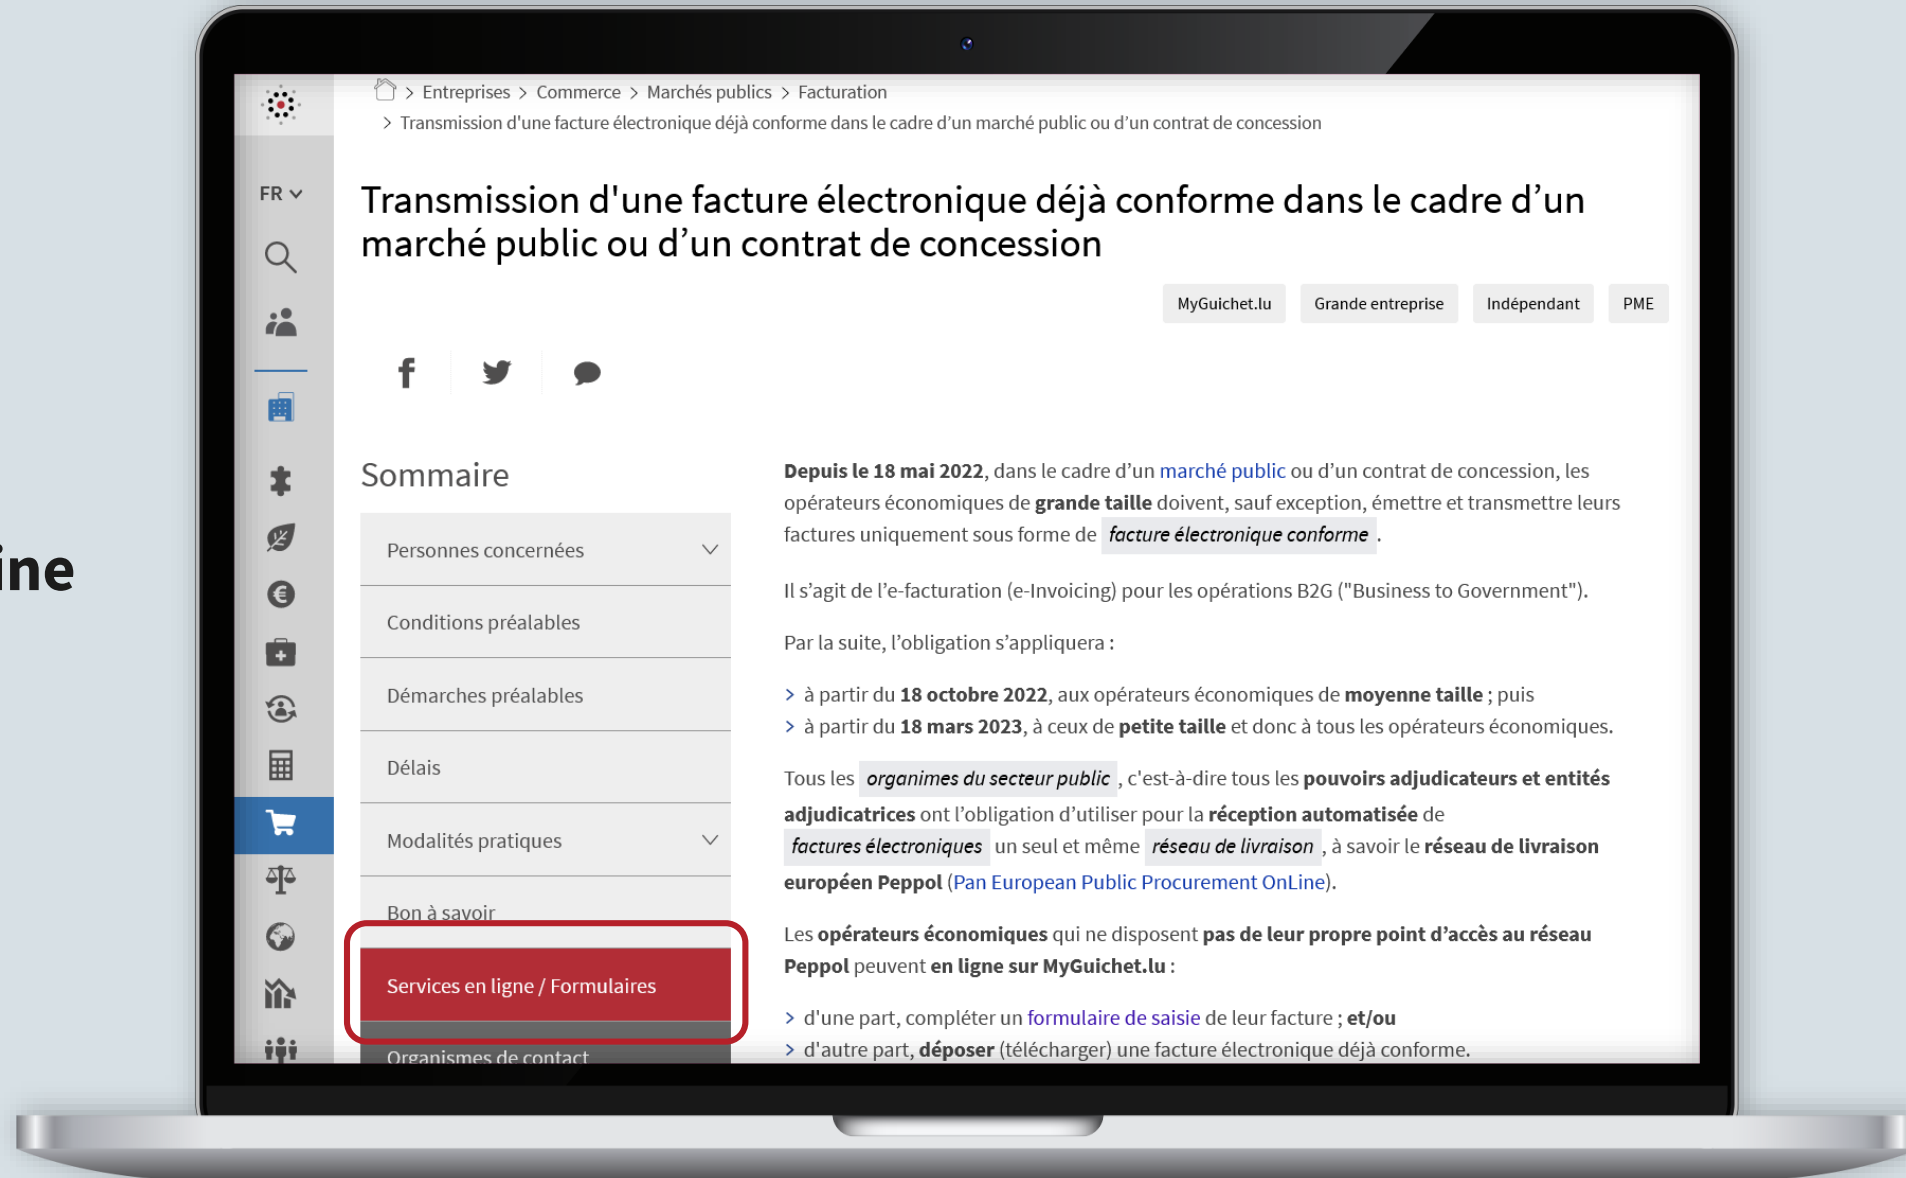 > Entreprises > Commerce > Marchés publics > Facturation
> Transmission d'une facture électronique déjà conforme dans le cadre d’un marché public ou d’un contrat de concession
FR
Transmission d'une facture électronique déjà conforme dans le cadre d’un
marché public ou d’un contrat de concession
MyGuichet.lu
Grande entreprise
Indépendant
PME
Sommaire
Personnes concernées
Conditions préalables
Démarches préalables
Délais
Modalités pratiques
Bon à savoir
Services en ligne / Formulaires
Organismes de contact
Depuis le 18 mai 2022, dans le cadre d’un marché public ou d’un contrat de concession, les
opérateurs économiques de grande taille doivent, sauf exception, émettre et transmettre leurs
factures uniquement sous forme de facture électronique conforme .
Il s’agit de l’e-facturation (e-Invoicing) pour les opérations B2G ("Business to Government").
Par la suite, l’obligation s’appliquera :
> à partir du 18 octobre 2022, aux opérateurs économiques de moyenne taille ; puis
> à partir du 18 mars 2023, à ceux de petite taille et donc à tous les opérateurs économiques.
Tous les organimes du secteur public , c'est-à-dire tous les pouvoirs adjudicateurs et entités
adjudicatrices ont l’obligation d’utiliser pour la réception automatisée de
factures électroniques un seul et même réseau de livraison , à savoir le réseau de livraison
européen Peppol (Pan European Public Procurement OnLine).
Les opérateurs économiques qui ne disposent pas de leur propre point d’accès au réseau
Peppol peuvent en ligne sur MyGuichet.lu :
> d'une part, compléter un formulaire de saisie de leur facture ; et/ou
> d'autre part, déposer (télécharger) une facture électronique déjà conforme.